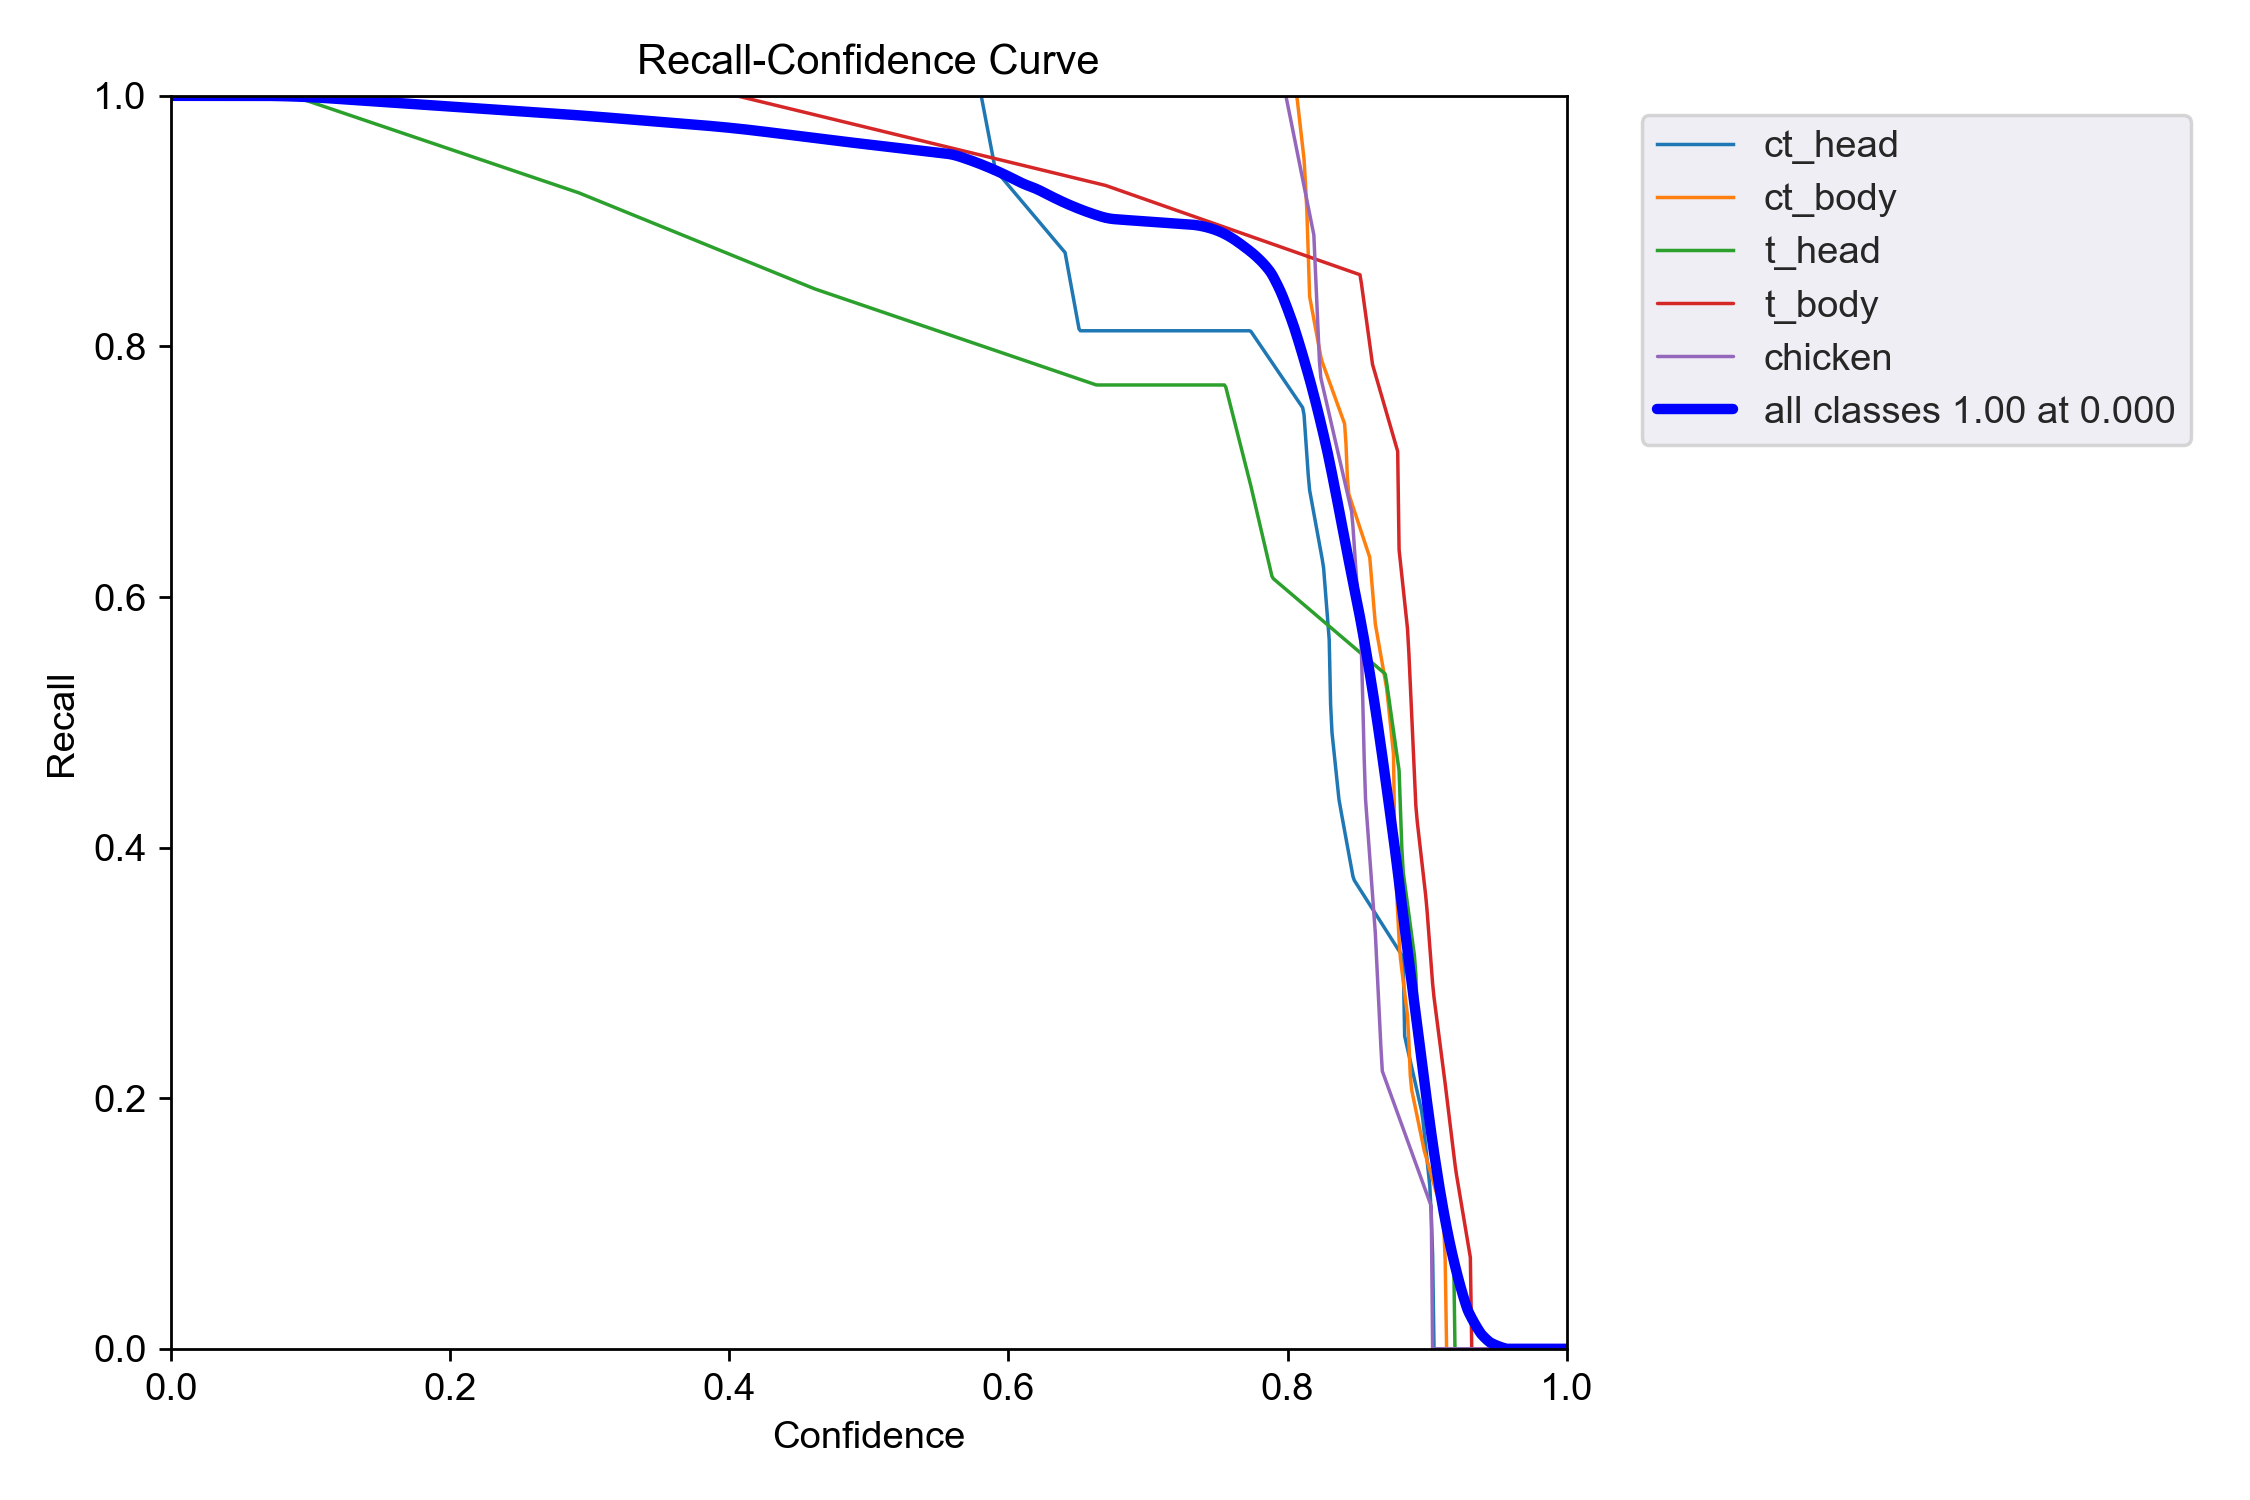 Recall-Confidence Curve
1.0
0.8
0.6
0.4
0.2
0.0
Recall
0.0 0.2 0.4 0.6 0.8 1.0
Confidence
ct_head
ct_body
t_head
t_body
chicken
all classes 1.00 at 0.000